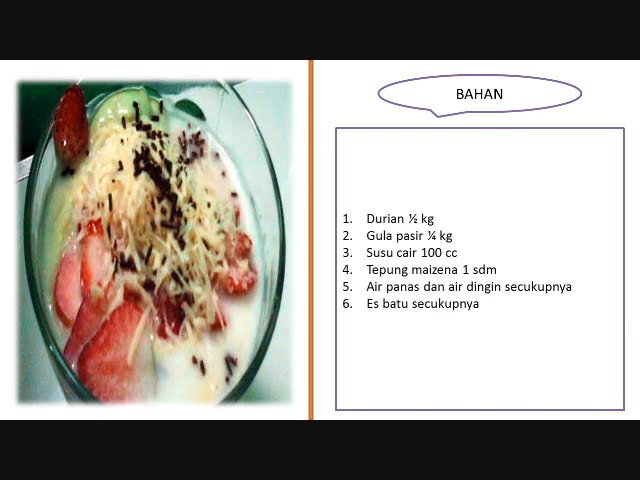 BAHAN
1. Durian ½ kg
2. Gula pasir ¼ kg
3. Susu cair 100 cc
4. Tepung maizena 1 sdm
5. Air panas dan air dingin secukupnya
6. Es batu secukupnya